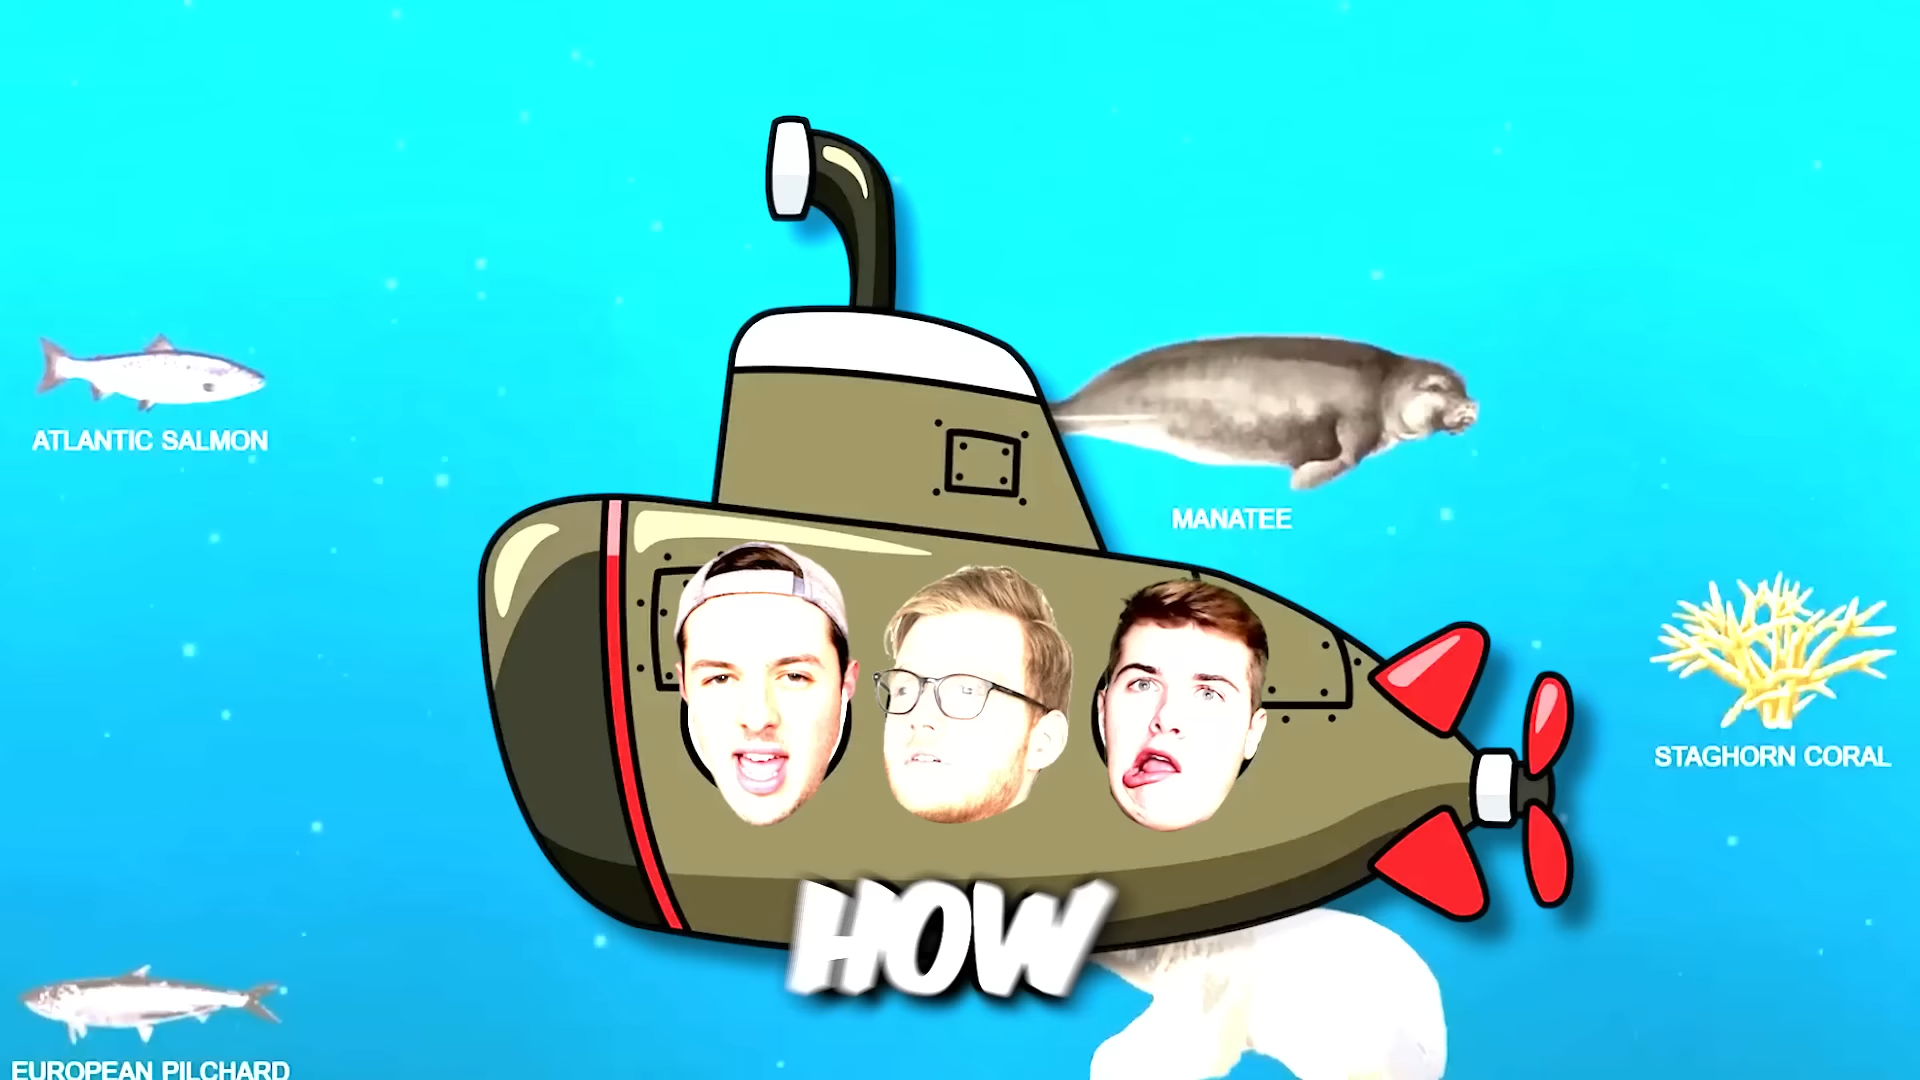 ATLANTIC SALMON
MANATEE
STAGHORN CORAL
HOW
EUROPEAN PILCHARD